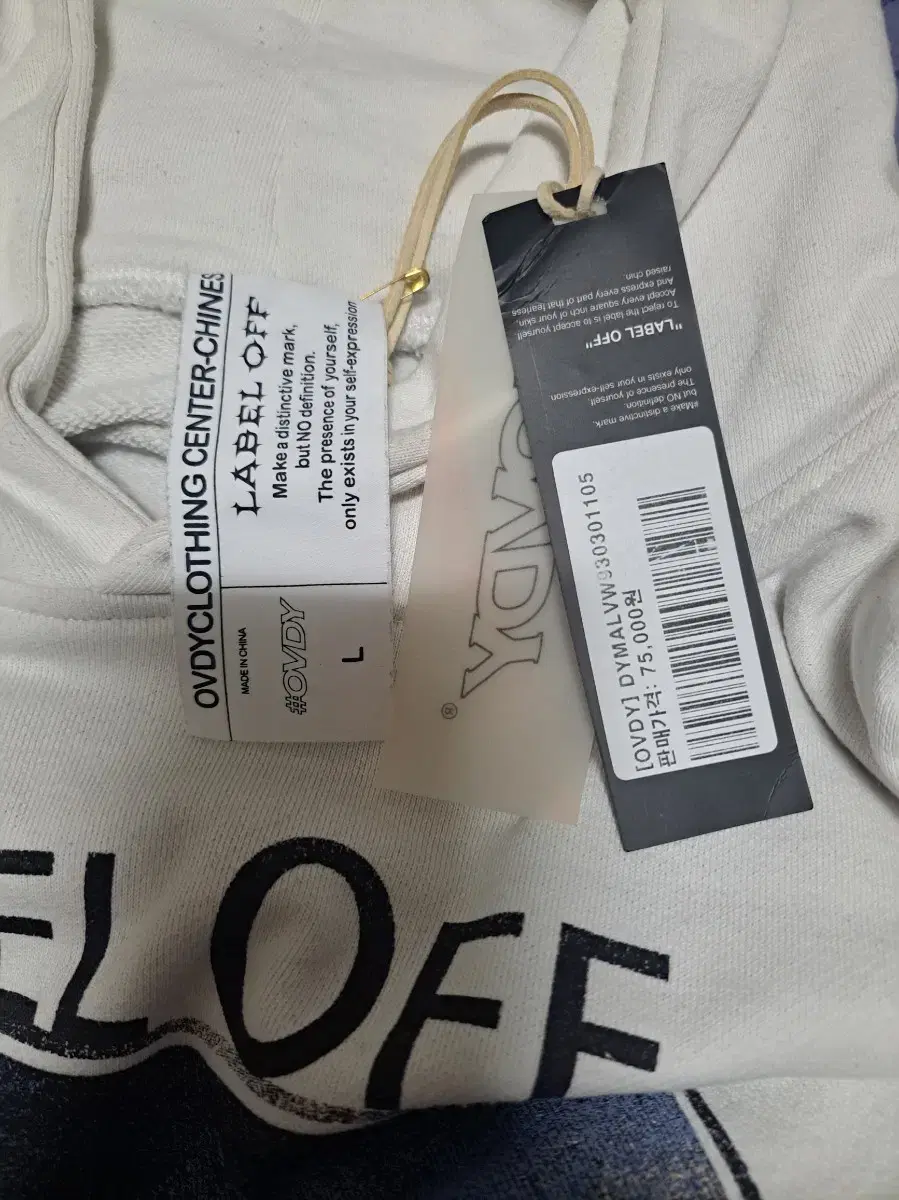 OVDYCLOTHING CENTER-CHINES
LABEL OFF
Make a distinctive mark,
but NO definition.
The presence of yourself,
only exists in your self-expression
MADE IN CHINA
#OVDY
L
OVDY
®
#Make a distinctive mark.
but NO definition.
The presence of yourself.
only exists in your self-expression
"LABEL OFF"
To reject the label is to accept yourself.
Accept every square inch of your skin.
And express every part of that fearless
raised chin.
[OVDY] DYMALVW930301105
판매가격: 75,000원
EL OFF